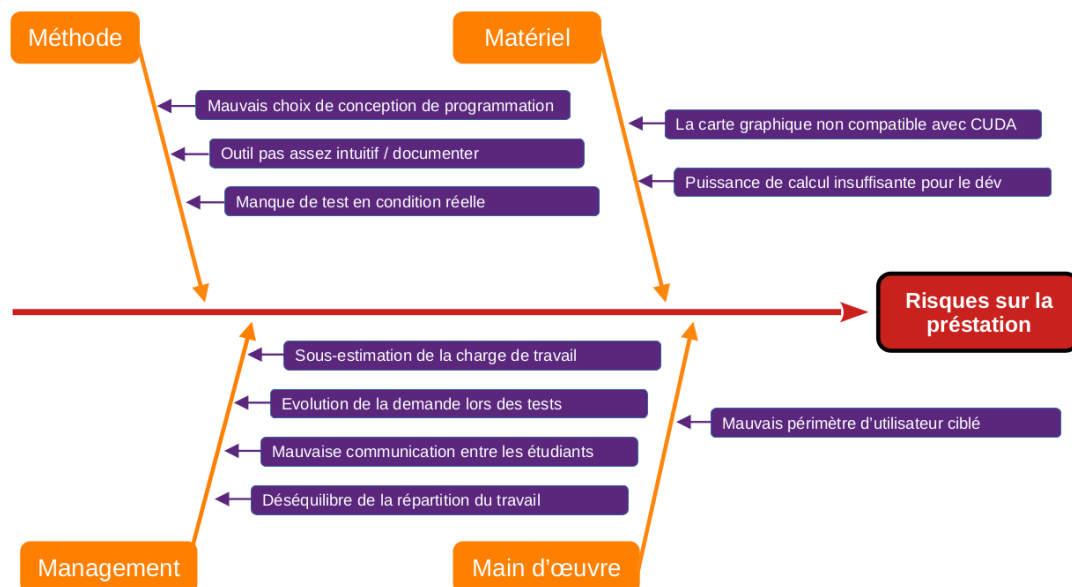 Méthode
Matériel
Mauvais choix de conception de programmation
Outil pas assez intuitif / documenter
Manque de test en condition réelle
La carte graphique non compatible avec CUDA
Puissance de calcul insuffisante pour le dév
Risques sur la
préstation
Sous-estimation de la charge de travail
Evolution de la demande lors des tests
Mauvaise communication entre les étudiants
Déséquilibre de la répartition du travail
Mauvais périmètre d’utilisateur ciblé
Management
Main d’œuvre